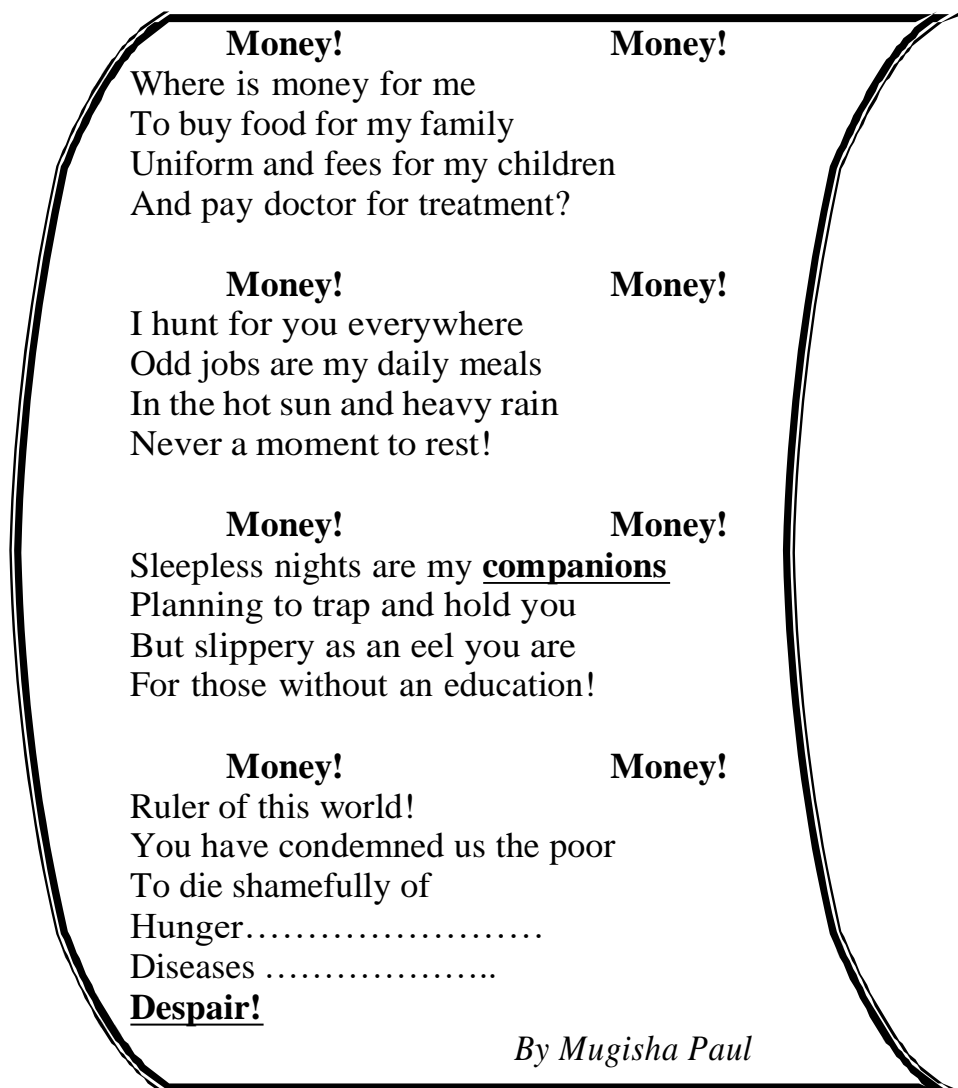 Money! Money!
Where is money for me
To buy food for my family
Uniform and fees for my children
And pay doctor for treatment?
Money! Money!
I hunt for you everywhere
Odd jobs are my daily meals
In the hot sun and heavy rain
Never a moment to rest!
Money! Money!
Sleepless nights are my companions
Planning to trap and hold you
But slippery as an eel you are
For those without an education!
Money! Money!
Ruler of this world!
You have condemned us the poor
To die shamefully of
Hunger……………………
Diseases ………………..
Despair!
By Mugisha Paul